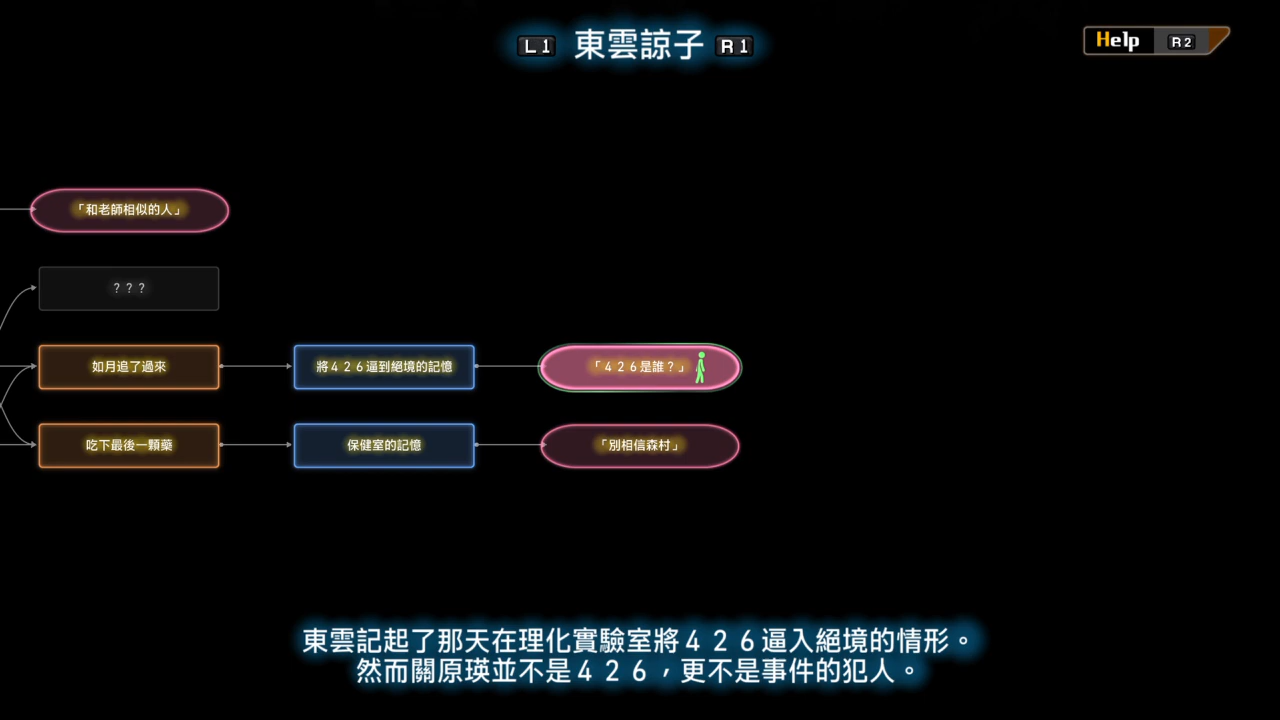 L1 東雲諒子 R1
Help R2
「和老師相似的人」
？？？
如月追了過來
將４２６逼到絕境的記憶
「４２６是誰？」
吃下最後一顆藥
保健室的記憶
「別相信森村」
東雲記起了那天在理化實驗室將４２６逼入絕境的情形。
然而關原瑛並不是４２６，更不是事件的犯人。